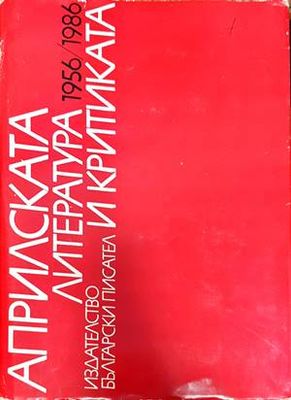 АПРИЛСКАТА
ЛИТЕРАТУРА 1956/1986
И КРИТИКАТА
ИЗДАТЕЛСТВО
БЪЛГАРСКИ ПИСАТЕЛ